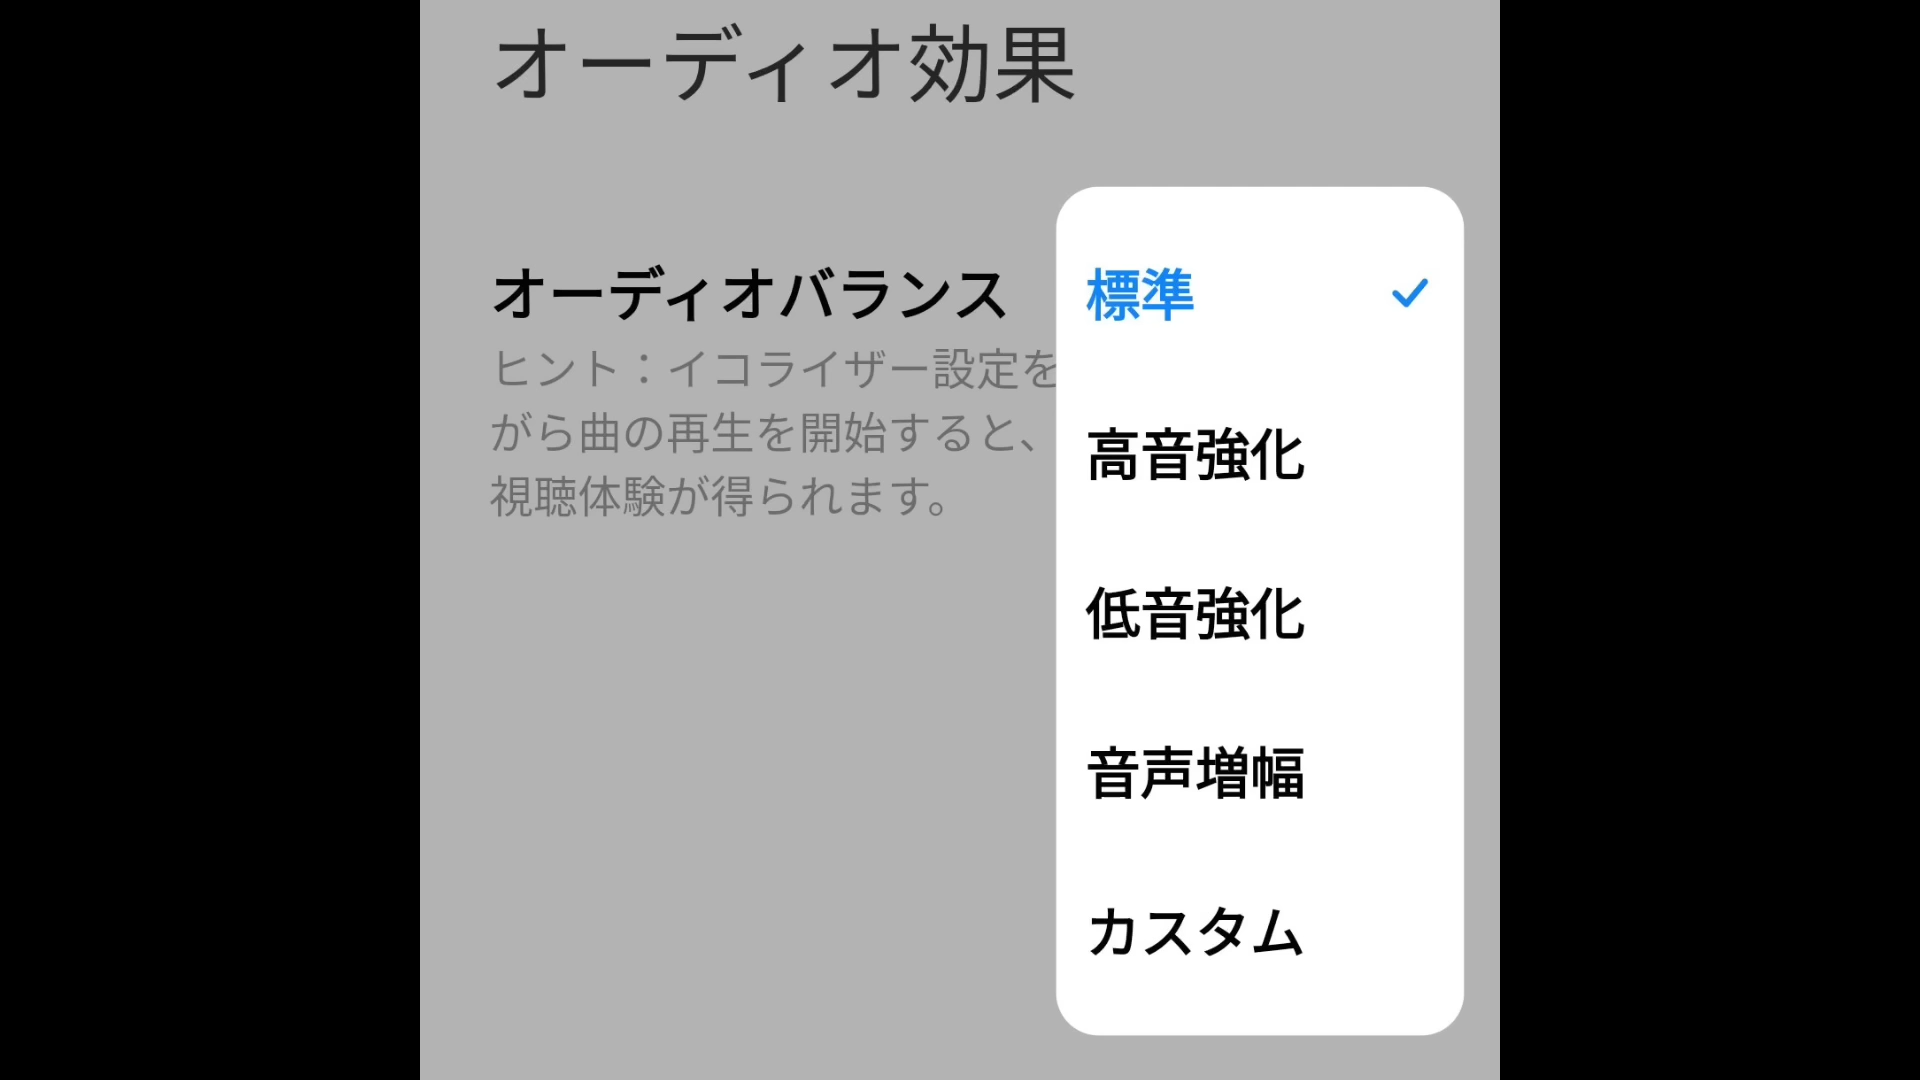 オーディオ効果
オーディオバランス
ヒント：イコライザー設定を
がら曲の再生を開始すると、
視聴体験が得られます。
標準
高音強化
低音強化
音声増幅
カスタム